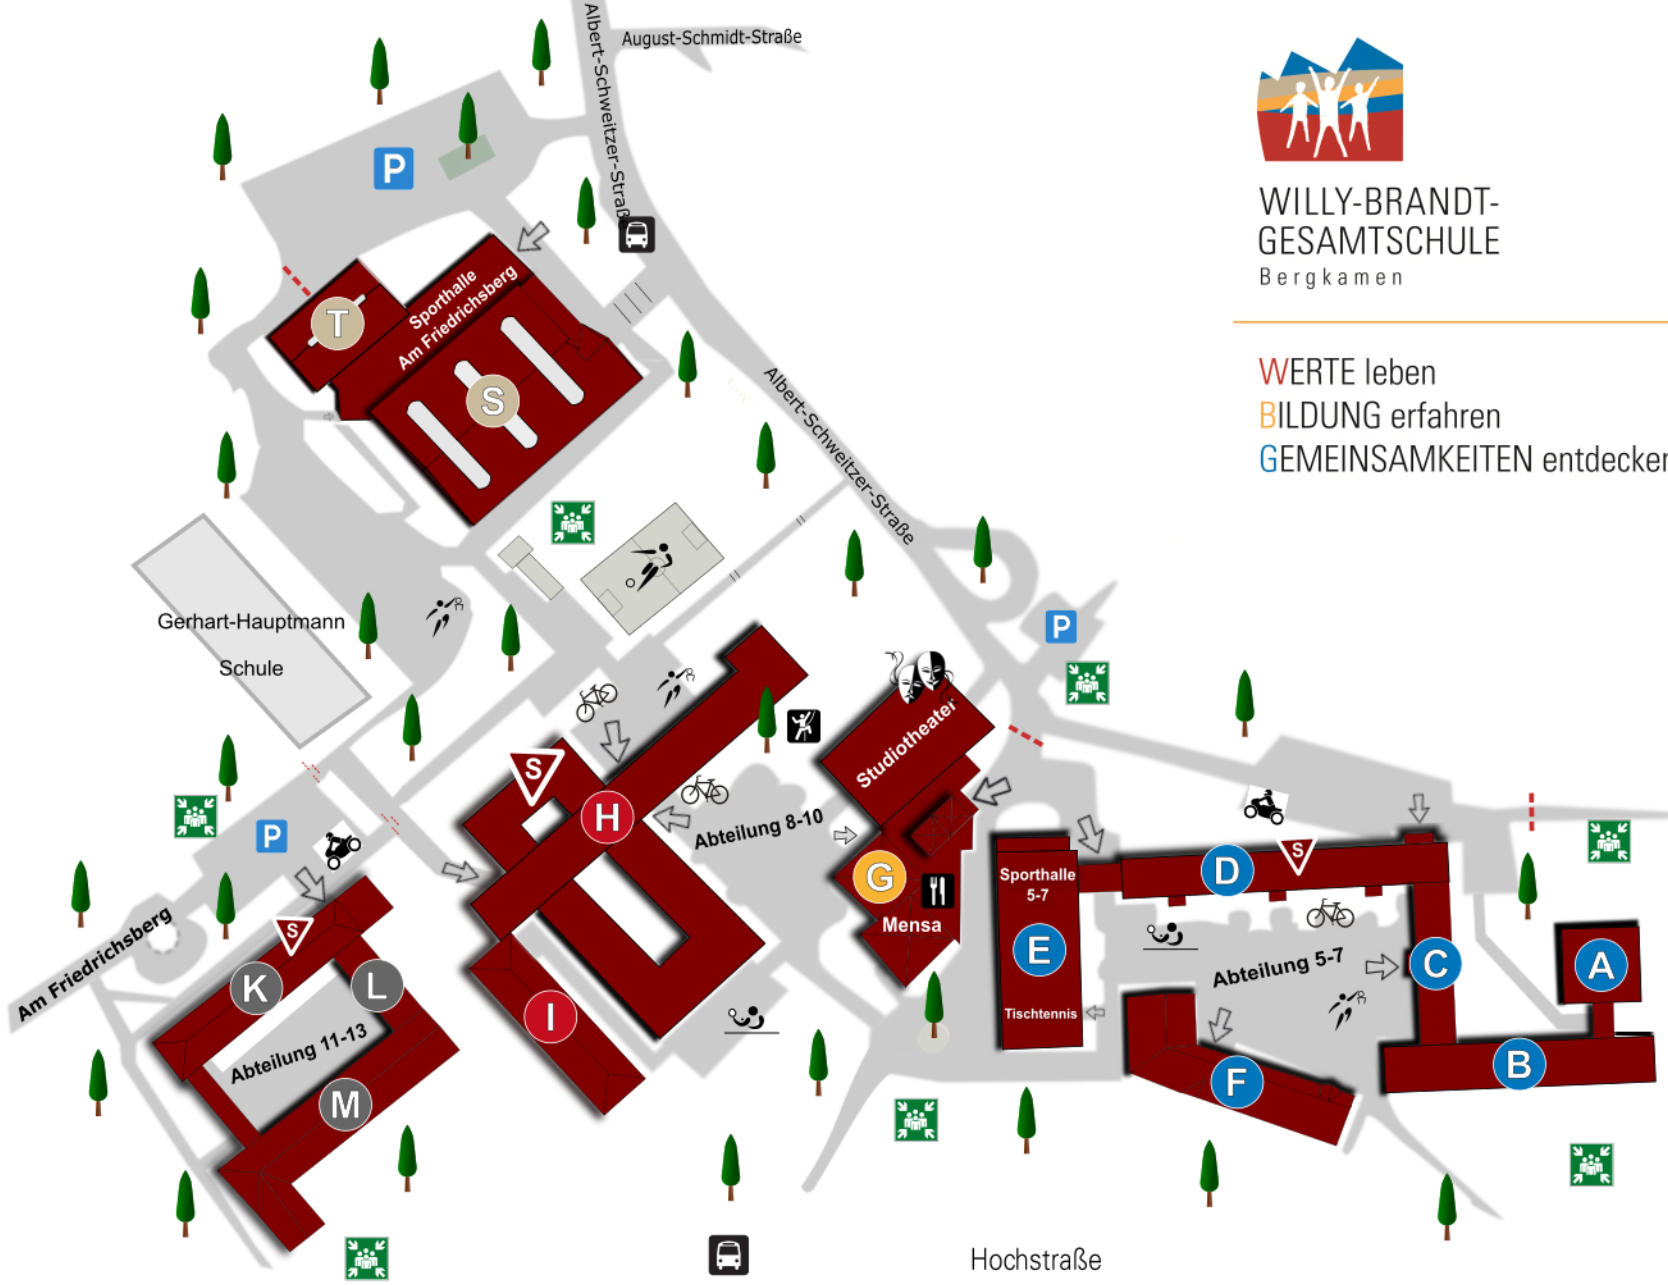 August-Schmidt-Straße
Albert-Schweitzer-Straße
P
WILLY-BRANDT-
GESAMTSCHULE
Bergkamen
Sporthalle
Am Friedrichsberg
T
S
WERTE leben
BILDUNG erfahren
GEMEINSAMKEITEN entdecken
Albert-Schweitzer-Straße
Gerhart-Hauptmann
Schule
P
Studiotheater
S
H
Abteilung 8-10
P
G
Mensa
Sporthalle
5-7
E
Tischtennis
D
S
C
A
Abteilung 5-7
B
F
Am Friedrichsberg
S
K
L
Abteilung 11-13
M
I
Hochstraße